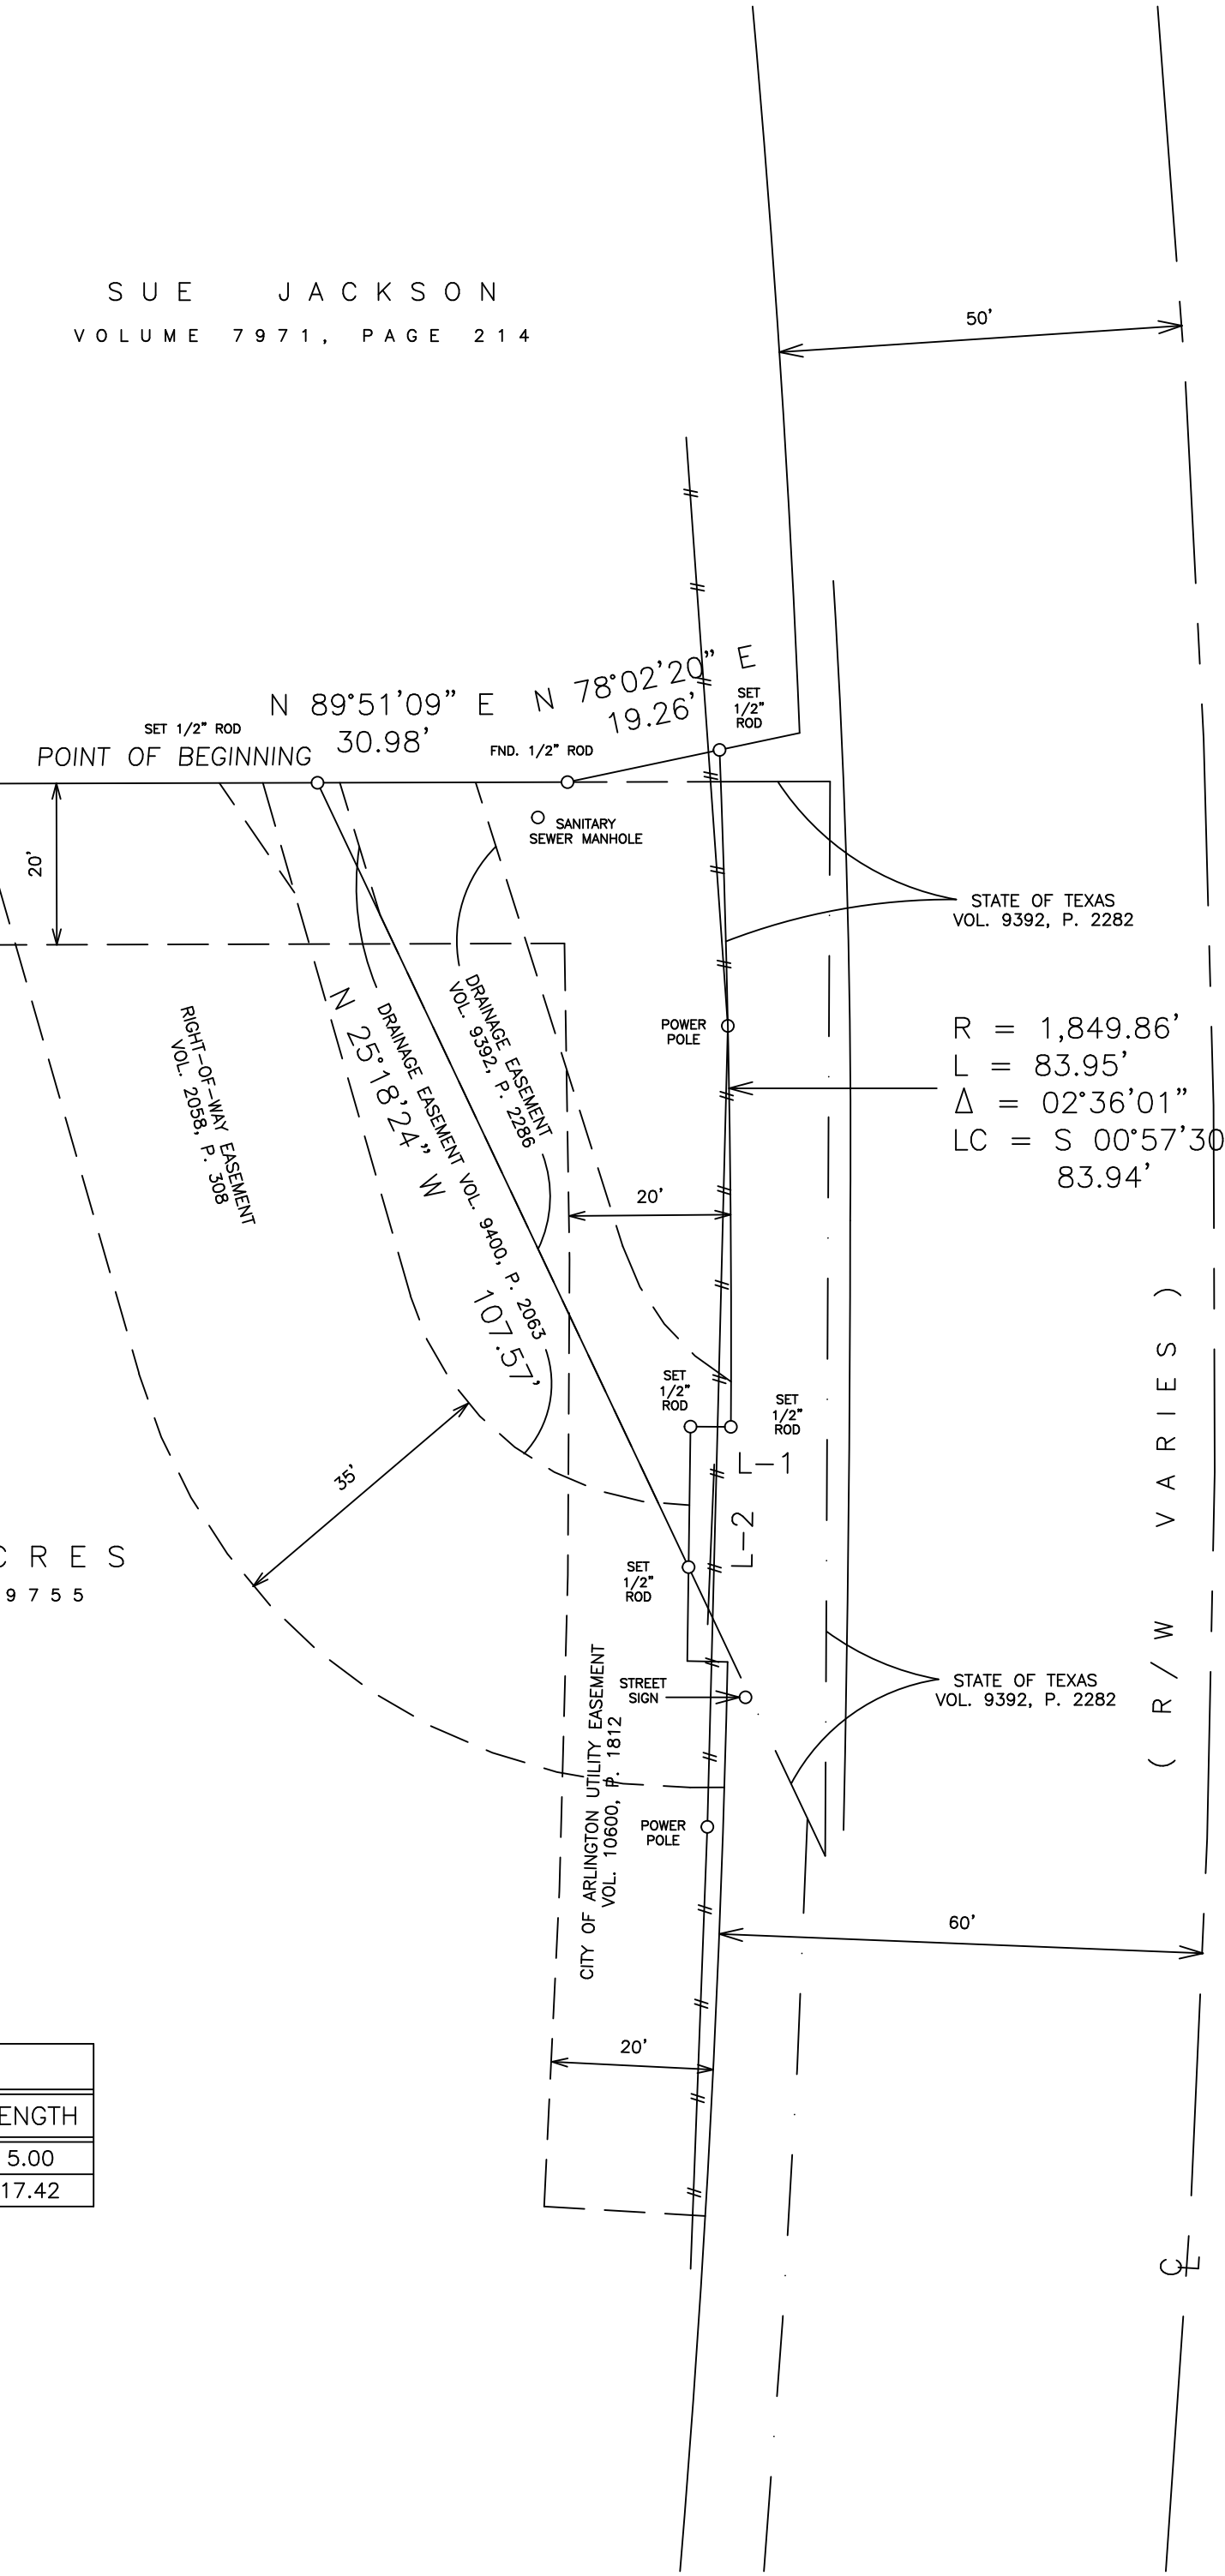 SUE JACKSON
VOLUME 7971, PAGE 214
50'
N 89°51'09" E
30.98'
N 78°02'20" E
19.26'
SET 1/2" ROD
POINT OF BEGINNING
FND. 1/2" ROD
SET
1/2"
ROD
SANITARY
SEWER MANHOLE
20'
STATE OF TEXAS
VOL. 9392, P. 2282
RIGHT-OF-WAY EASEMENT
VOL. 2058, P. 308
N 25°18'24" W
107.57'
DRAINAGE EASEMENT VOL. 9400, P. 2063
DRAINAGE EASEMENT
VOL. 9392, P. 2286
POWER
POLE
R = 1,849.86'
L = 83.95'
Δ = 02°36'01"
LC = S 00°57'30
83.94'
20'
SET
1/2"
ROD
SET
1/2"
ROD
L-1
L-2
35'
CRES
9755
SET
1/2"
ROD
( R/W VARIES )
STREET
SIGN
STATE OF TEXAS
VOL. 9392, P. 2282
CITY OF ARLINGTON UTILITY EASEMENT
VOL. 10600, P. 1812
POWER
POLE
60'
20'
ENGTH
5.00
17.42
CL